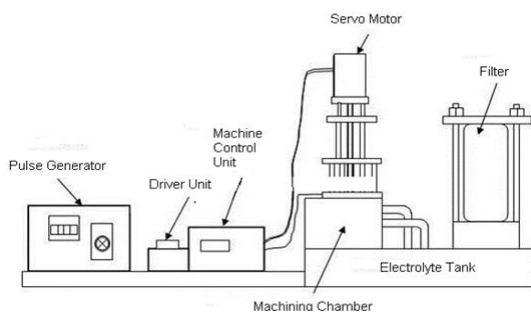 Servo Motor
Filter
Machine
Control
Unit
Pulse Generator
Driver Unit
Electrolyte Tank
Machining Chamber